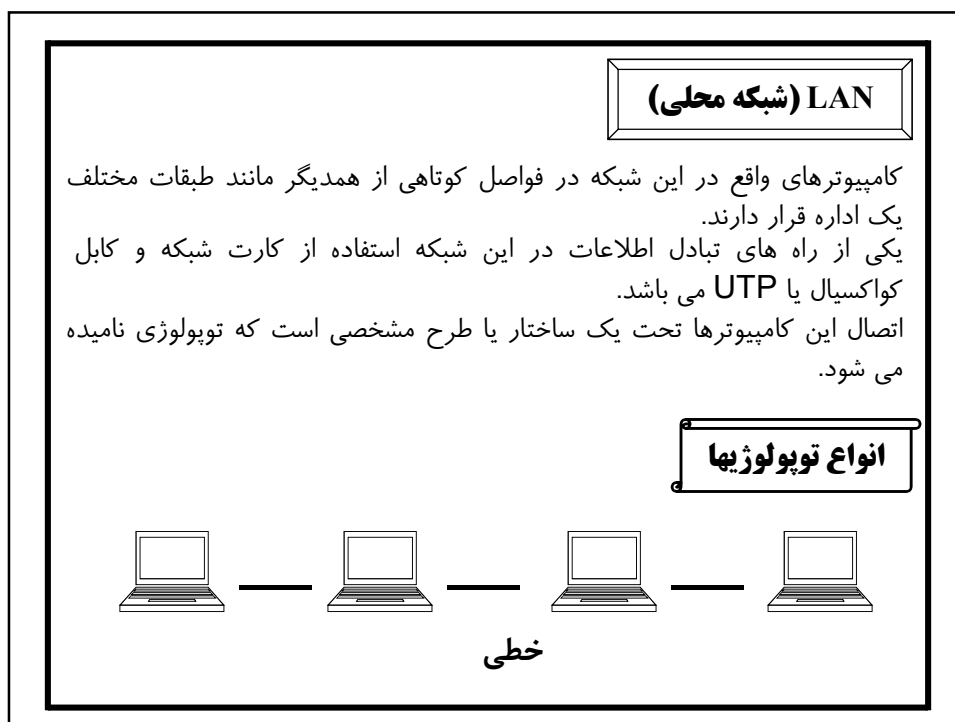 LAN (شبکه محلی)
کامپیوترهای واقع در این شبکه در فواصل کوتاهی از همدیگر مانند طبقات مختلف
یک اداره قرار دارند.
یکی از راه های تبادل اطلاعات در این شبکه استفاده از کارت شبکه و کابل
کواکسیال یا UTP می باشد.
اتصال این کامپیوترها تحت یک ساختار یا طرح مشخصی است که توپولوژی نامیده
می شود.
انواع توپولوژیها
خطی